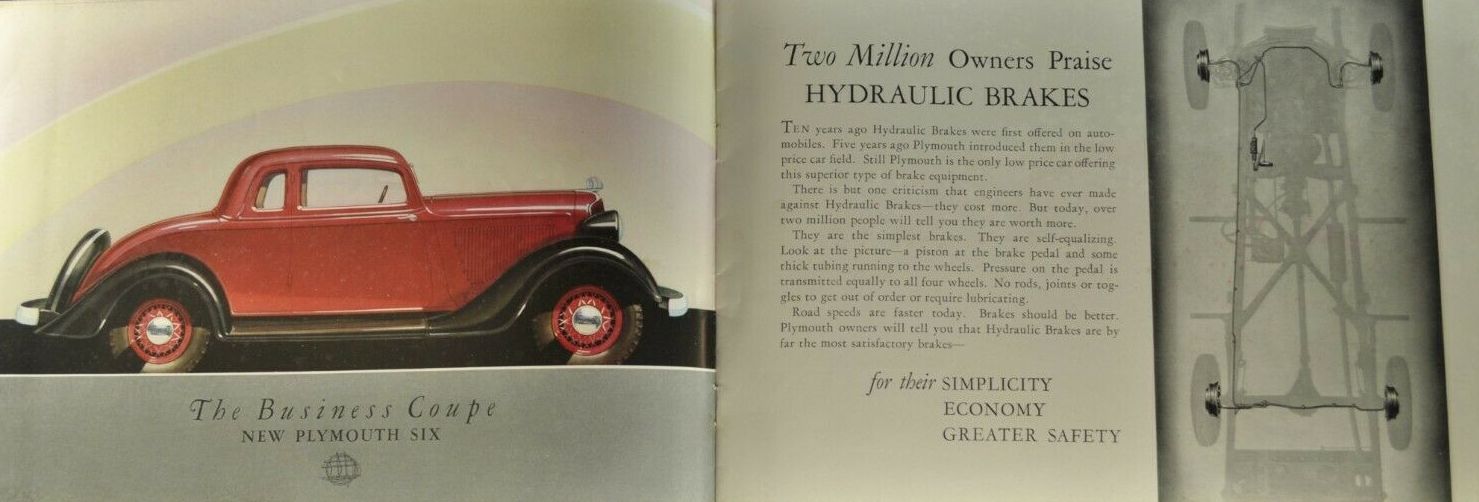 The Business Coupe
NEW PLYMOUTH SIX
Two Million Owners Praise
HYDRAULIC BRAKES
TEN years ago Hydraulic Brakes were first offered on auto-
mobiles. Five years ago Plymouth introduced them in the low
price car field. Still Plymouth is the only low price car offering
this superior type of brake equipment.
There is but one criticism that engineers have ever made
against Hydraulic Brakes—they cost more. But today, over
two million people will tell you they are worth more.
They are the simplest brakes. They are self-equalizing.
Look at the picture—a piston at the brake pedal and some
thick tubing running to the wheels. Pressure on the pedal is
transmitted equally to all four wheels. No rods, joints or tog-
gles to get out of order or require lubricating.
Road speeds are faster today. Brakes should be better.
Plymouth owners will tell you that Hydraulic Brakes are by
far the most satisfactory brakes—
for their SIMPLICITY
ECONOMY
GREATER SAFETY